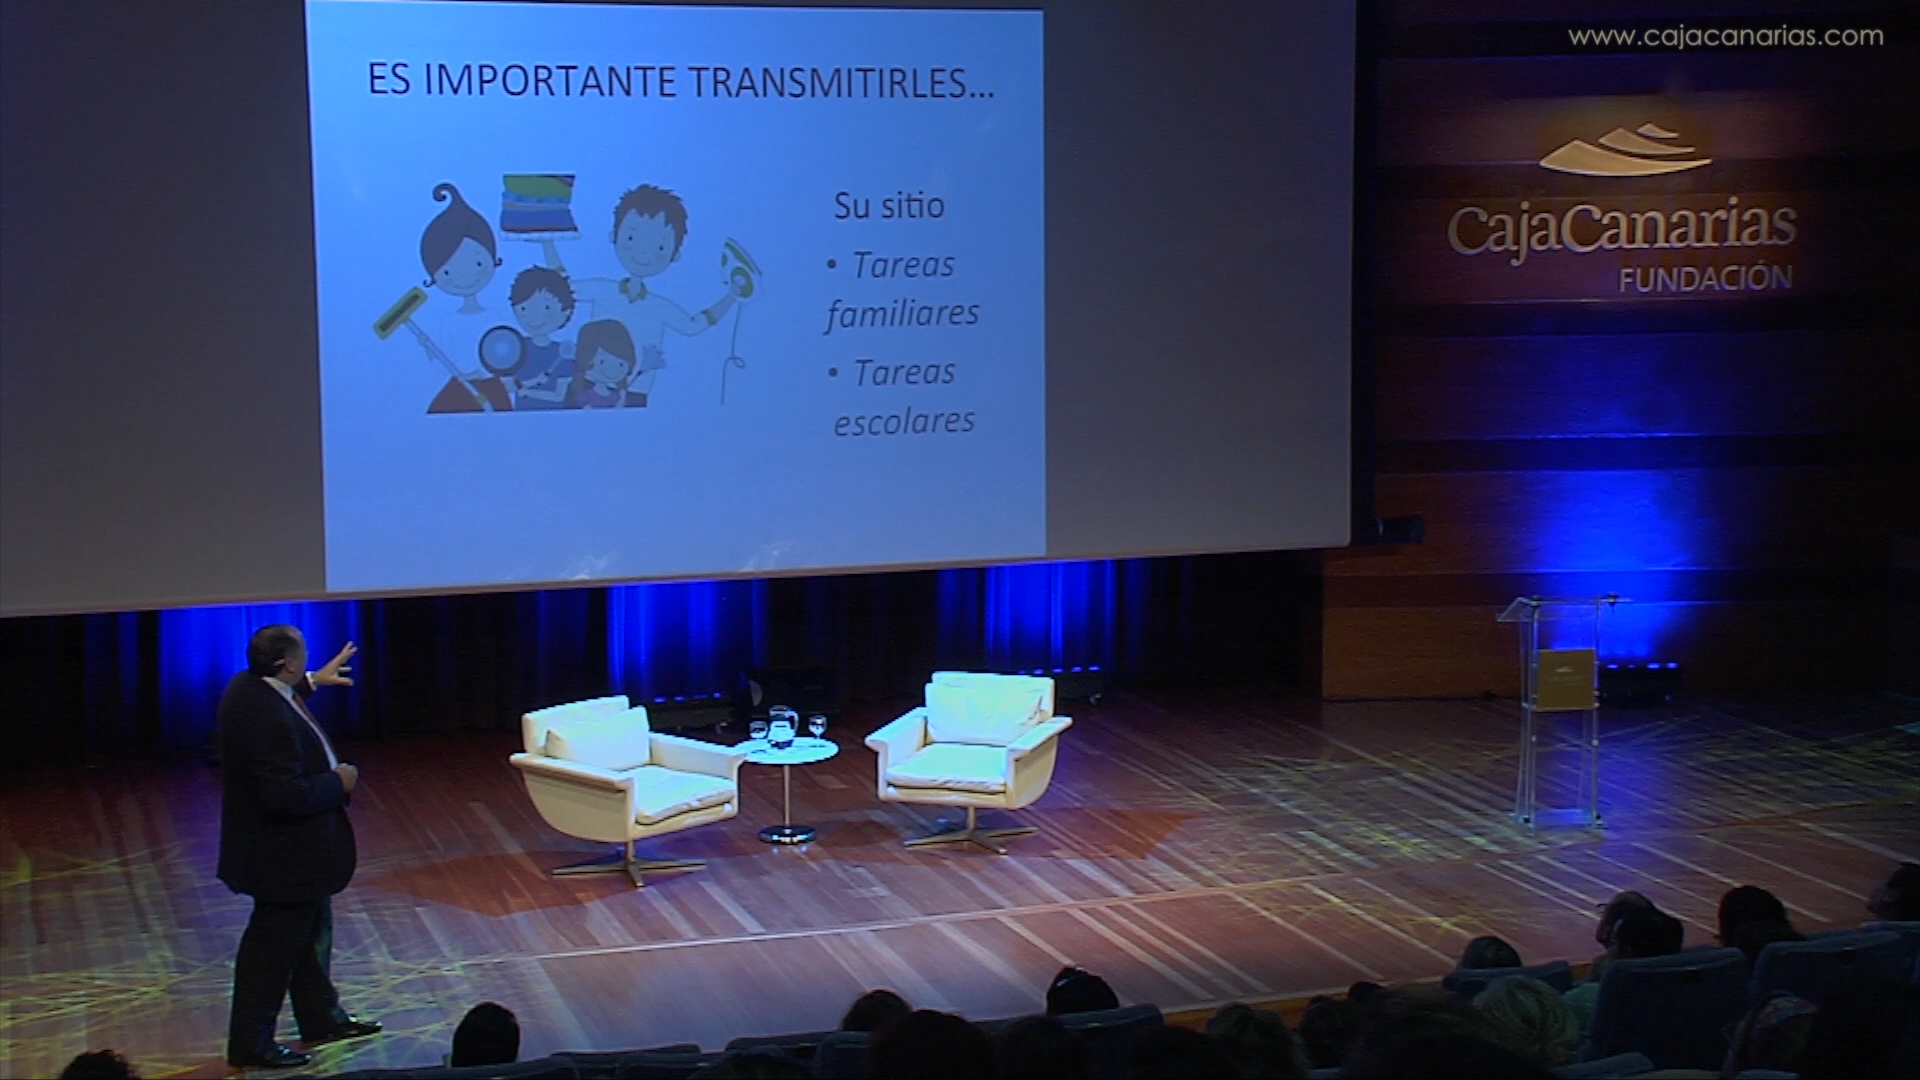 www.cajacanarias.com
ES IMPORTANTE TRANSMITIRLES...
Su sitio
• Tareas
familiares
• Tareas
escolares
CajaCanarias
FUNDACIÓN